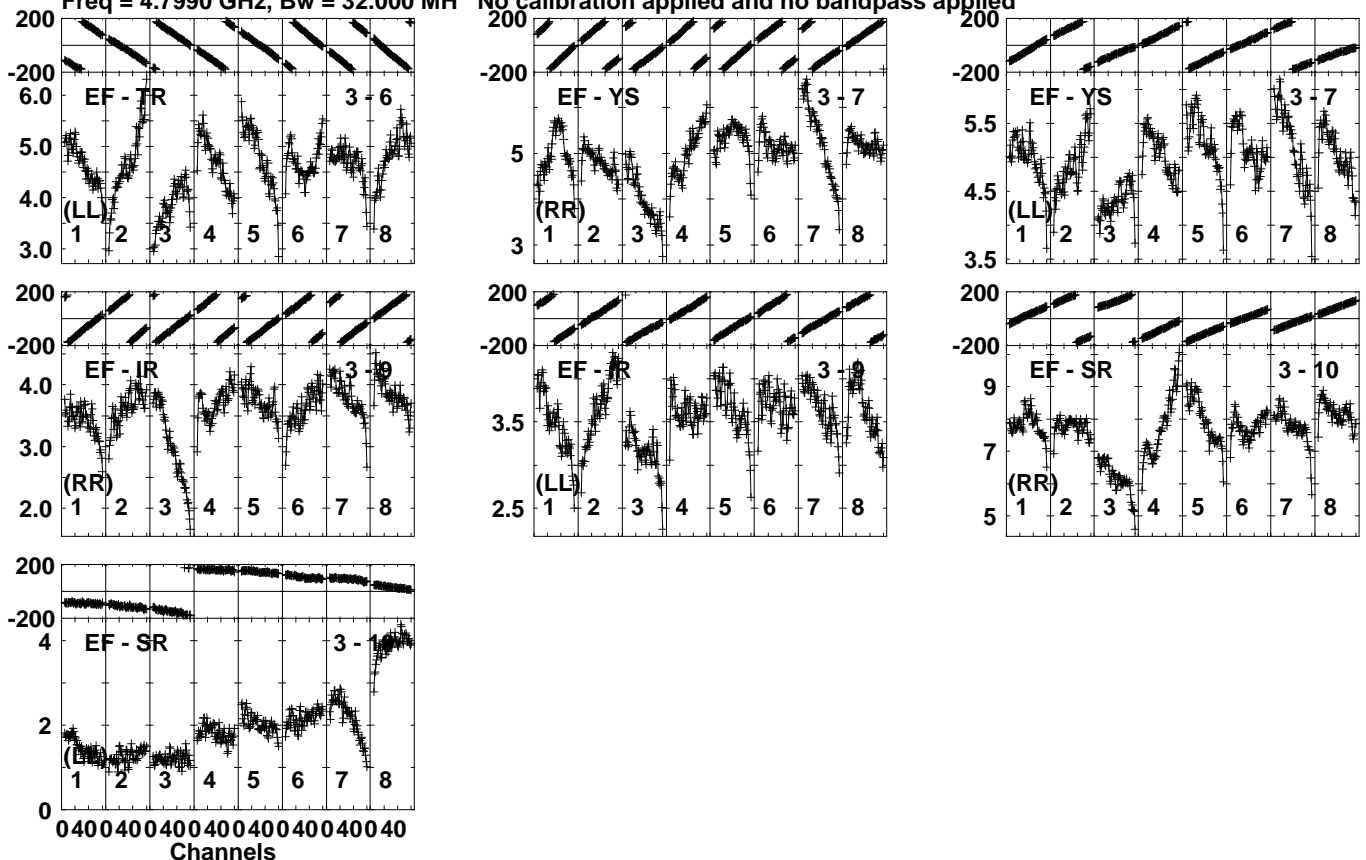 Freq = 4.7990 GHz, Bw = 32.000 MH No calibration applied and no bandpass applied
200
-200
6.0
5.0
4.0
3.0
EF - TR 3 - 6
(LL)
1 2 3 4 5 6 7 8
200
-200
5
3
EF - YS 3 - 7
(RR)
1 2 3 4 5 6 7 8
200
-200
5.5
4.5
3.5
EF - YS 3 - 7
(LL)
1 2 3 4 5 6 7 8
200
-200
4.0
3.0
2.0
EF - IR 3 - 9
(RR)
1 2 3 4 5 6 7 8
200
-200
3.5
2.5
EF - IR 3 - 9
(LL)
1 2 3 4 5 6 7 8
200
-200
9
7
5
EF - SR 3 - 10
(RR)
1 2 3 4 5 6 7 8
200
-200
4
2
0
EF - SR 3 - 10
(LL)
1 2 3 4 5 6 7 8
0 40 0 40 0 40 0 40 0 40 0 40 0 40 0 40
Channels